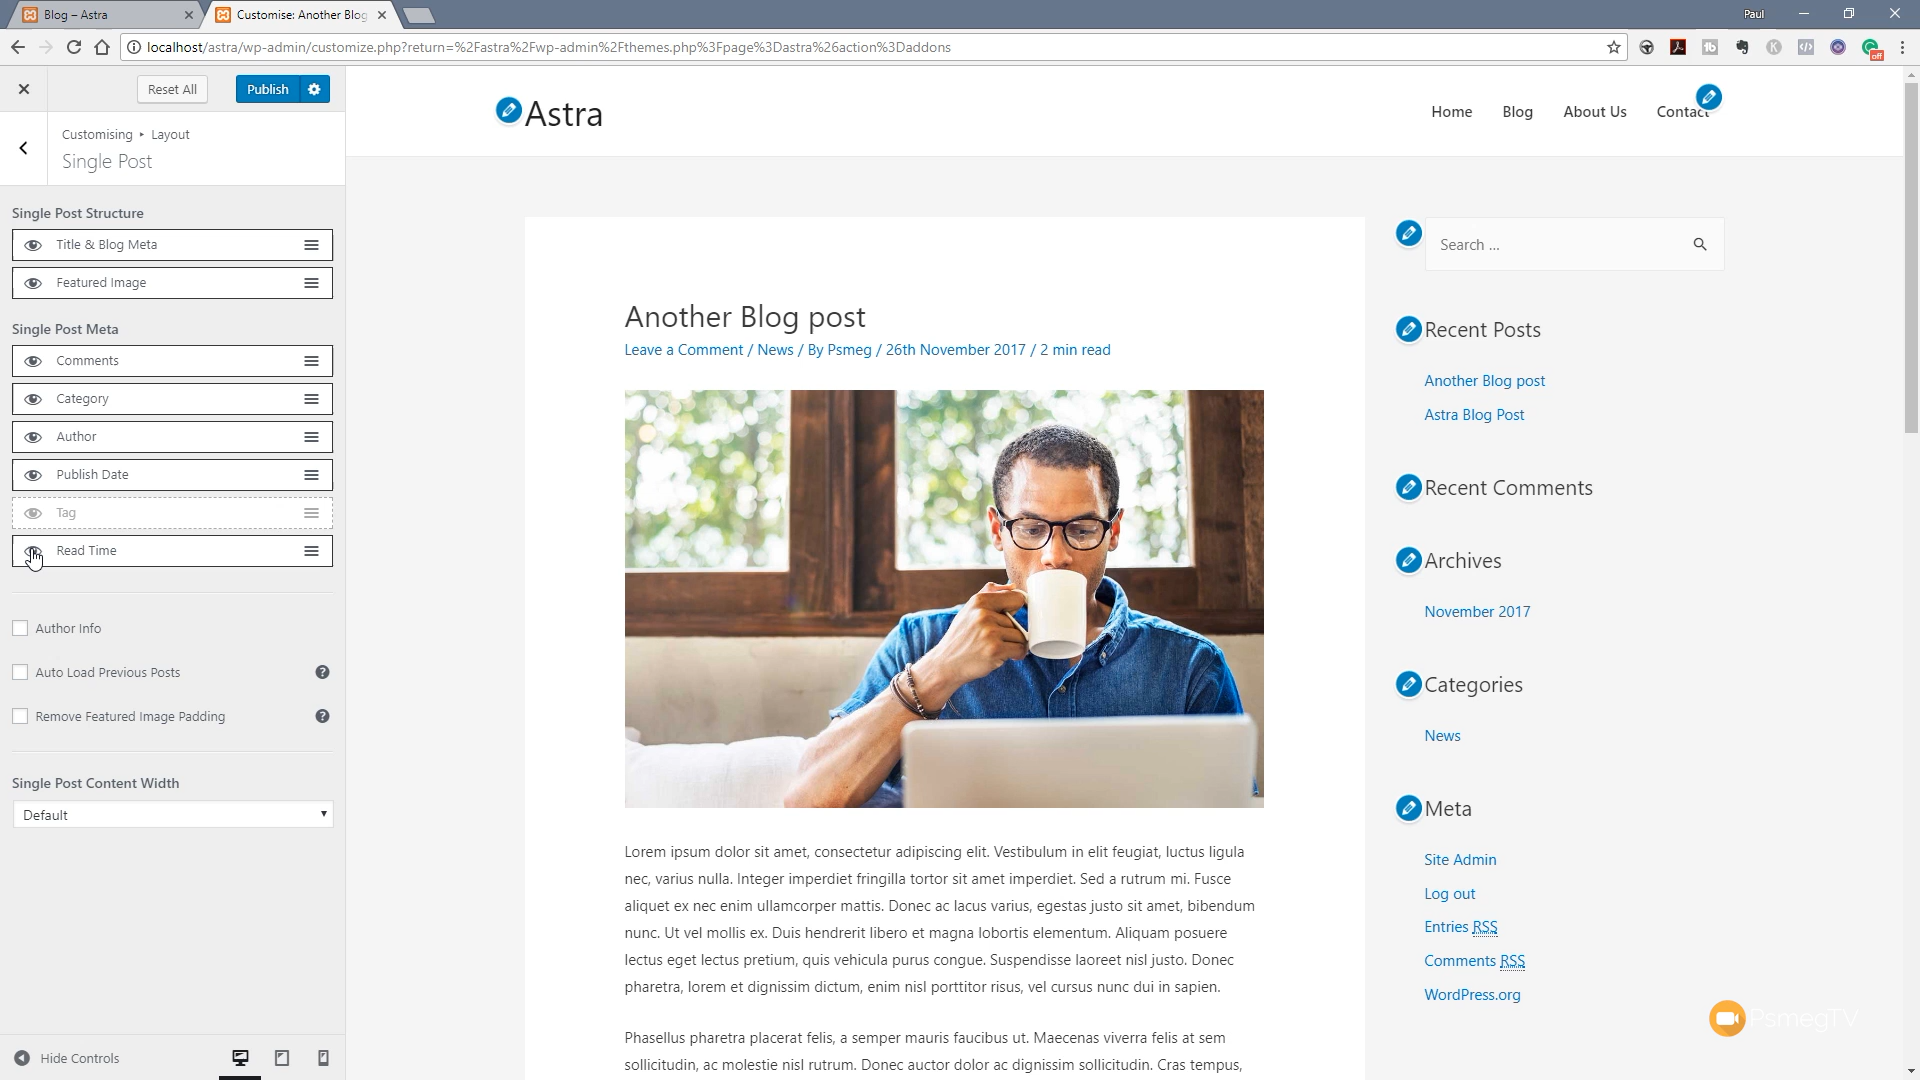 Blog – Astra
Customise: Another Blog
Paul
localhost/astra/wp-admin/customize.php?return=%2Fastra%2Fwp-admin%2Fthemes.php%3Fpage%3Dastra%26action%3Daddons
off
Reset All
Publish
Customising ▸ Layout
Single Post
Single Post Structure
Title & Blog Meta
Featured Image
Single Post Meta
Comments
Category
Author
Publish Date
Tag
Read Time
Author Info
Auto Load Previous Posts
Remove Featured Image Padding
Single Post Content Width
Default
Hide Controls
Astra
Home Blog About Us Contact
Another Blog post
Leave a Comment / News / By Psmeg / 26th November 2017 / 2 min read
Lorem ipsum dolor sit amet, consectetur adipiscing elit. Vestibulum in elit feugiat, luctus ligula
nec, varius nulla. Integer imperdiet fringilla tortor sit amet imperdiet. Sed a rutrum mi. Fusce
aliquet ex nec enim ullamcorper mattis. Donec ac lacus varius, egestas justo sit amet, bibendum
nunc. Ut vel mollis ex. Duis hendrerit libero et magna lobortis elementum. Aliquam posuere
lectus eget lectus pretium, quis vehicula purus congue. Suspendisse laoreet nisl justo. Donec
pharetra, lorem et dignissim dictum, enim nisl porttitor risus, vel cursus nunc dui in sapien.
Phasellus pharetra placerat felis, a semper mauris faucibus ut. Maecenas viverra felis at sem
sollicitudin, ac molestie nisl rutrum. Donec auctor dolor ac dignissim sollicitudin. Cras tempus,
Search ...
Recent Posts
Another Blog post
Astra Blog Post
Recent Comments
Archives
November 2017
Categories
News
Meta
Site Admin
Log out
Entries RSS
Comments RSS
WordPress.org
PsmegTV